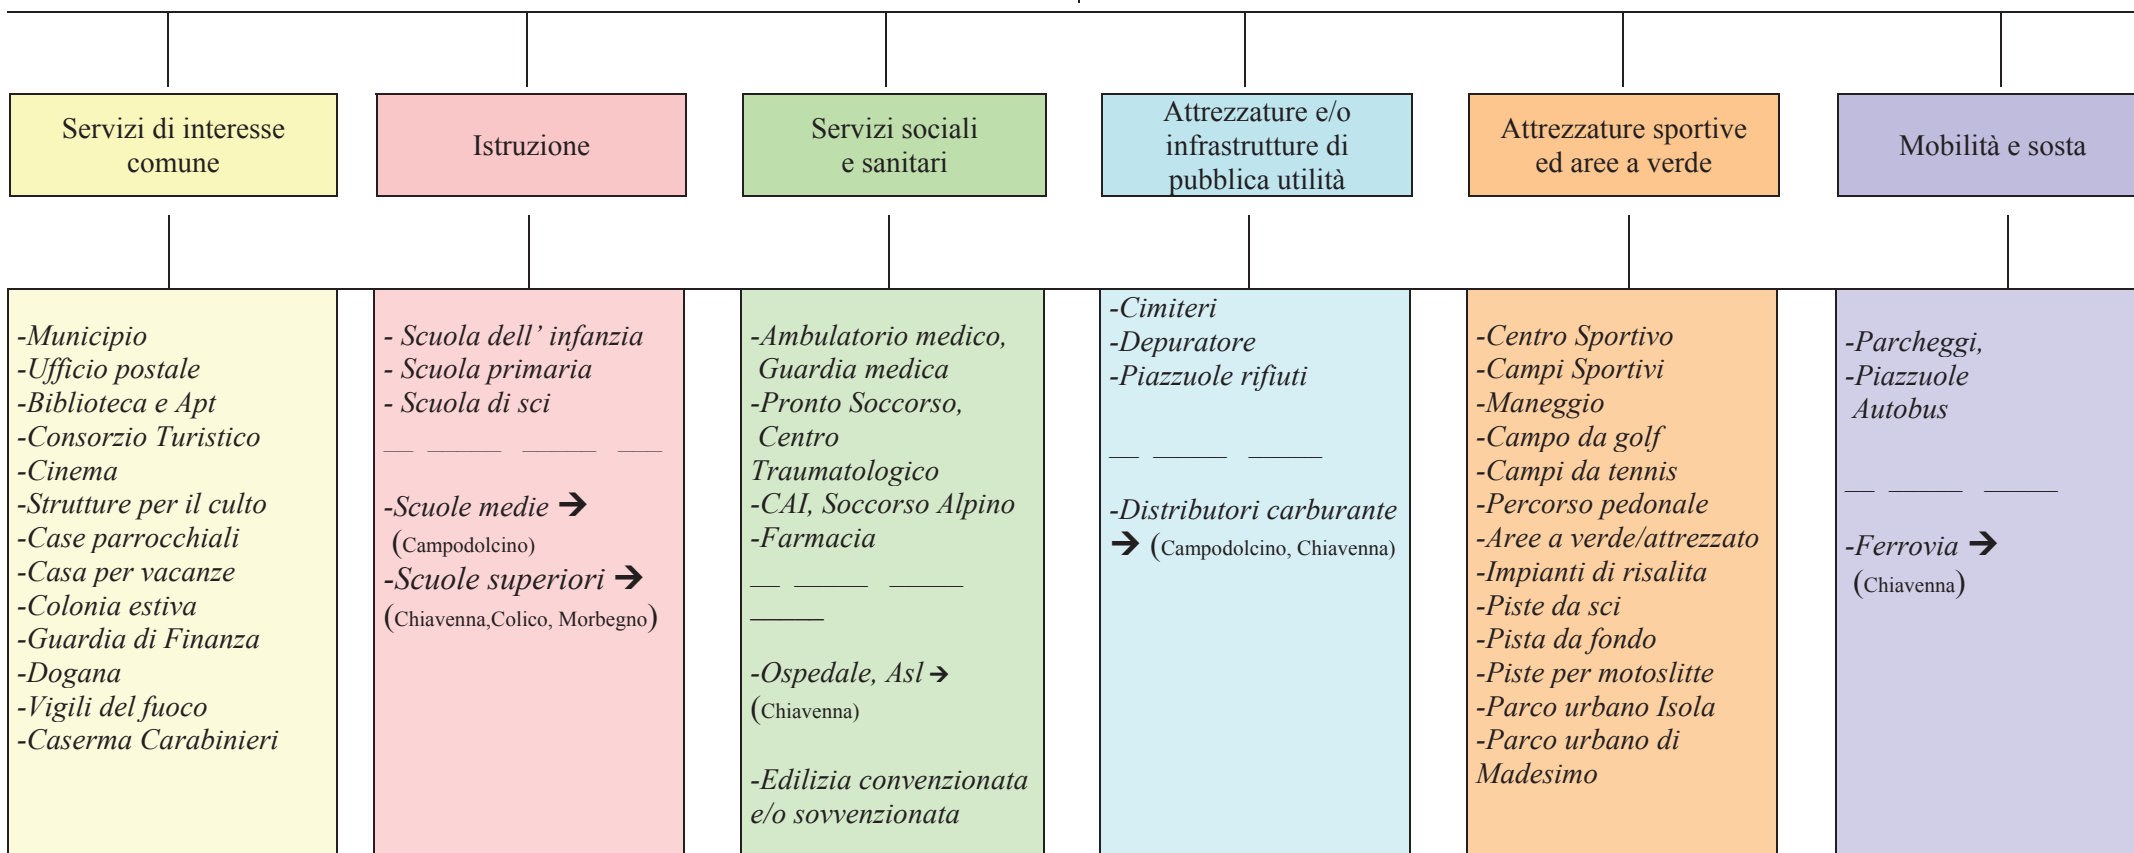 Servizi di interesse
comune
Istruzione
Servizi sociali
e sanitari
Attrezzature e/o
infrastrutture di
pubblica utilità
Attrezzature sportive
ed aree a verde
Mobilità e sosta
-Municipio
-Ufficio postale
-Biblioteca e Apt
-Consorzio Turistico
-Cinema
-Strutture per il culto
-Case parrocchiali
-Casa per vacanze
-Colonia estiva
-Guardia di Finanza
-Dogana
-Vigili del fuoco
-Caserma Carabinieri
- Scuola dell’ infanzia
- Scuola primaria
- Scuola di sci
-Scuole medie ➔
(Campodolcino)
-Scuole superiori ➔
(Chiavenna,Colico, Morbegno)
-Ambulatorio medico,
Guardia medica
-Pronto Soccorso,
Centro
Traumatologico
-CAI, Soccorso Alpino
-Farmacia
-Ospedale, Asl ➔
(Chiavenna)
-Edilizia convenzionata
e/o sovvenzionata
-Cimiteri
-Depuratore
-Piazzuole rifiuti
-Distributori carburante
➔ (Campodolcino, Chiavenna)
-Centro Sportivo
-Campi Sportivi
-Maneggio
-Campo da golf
-Campi da tennis
-Percorso pedonale
-Aree a verde/attrezzato
-Impianti di risalita
-Piste da sci
-Pista da fondo
-Piste per motoslitte
-Parco urbano Isola
-Parco urbano di
Madesimo
-Parcheggi,
-Piazzuole
Autobus
-Ferrovia ➔
(Chiavenna)